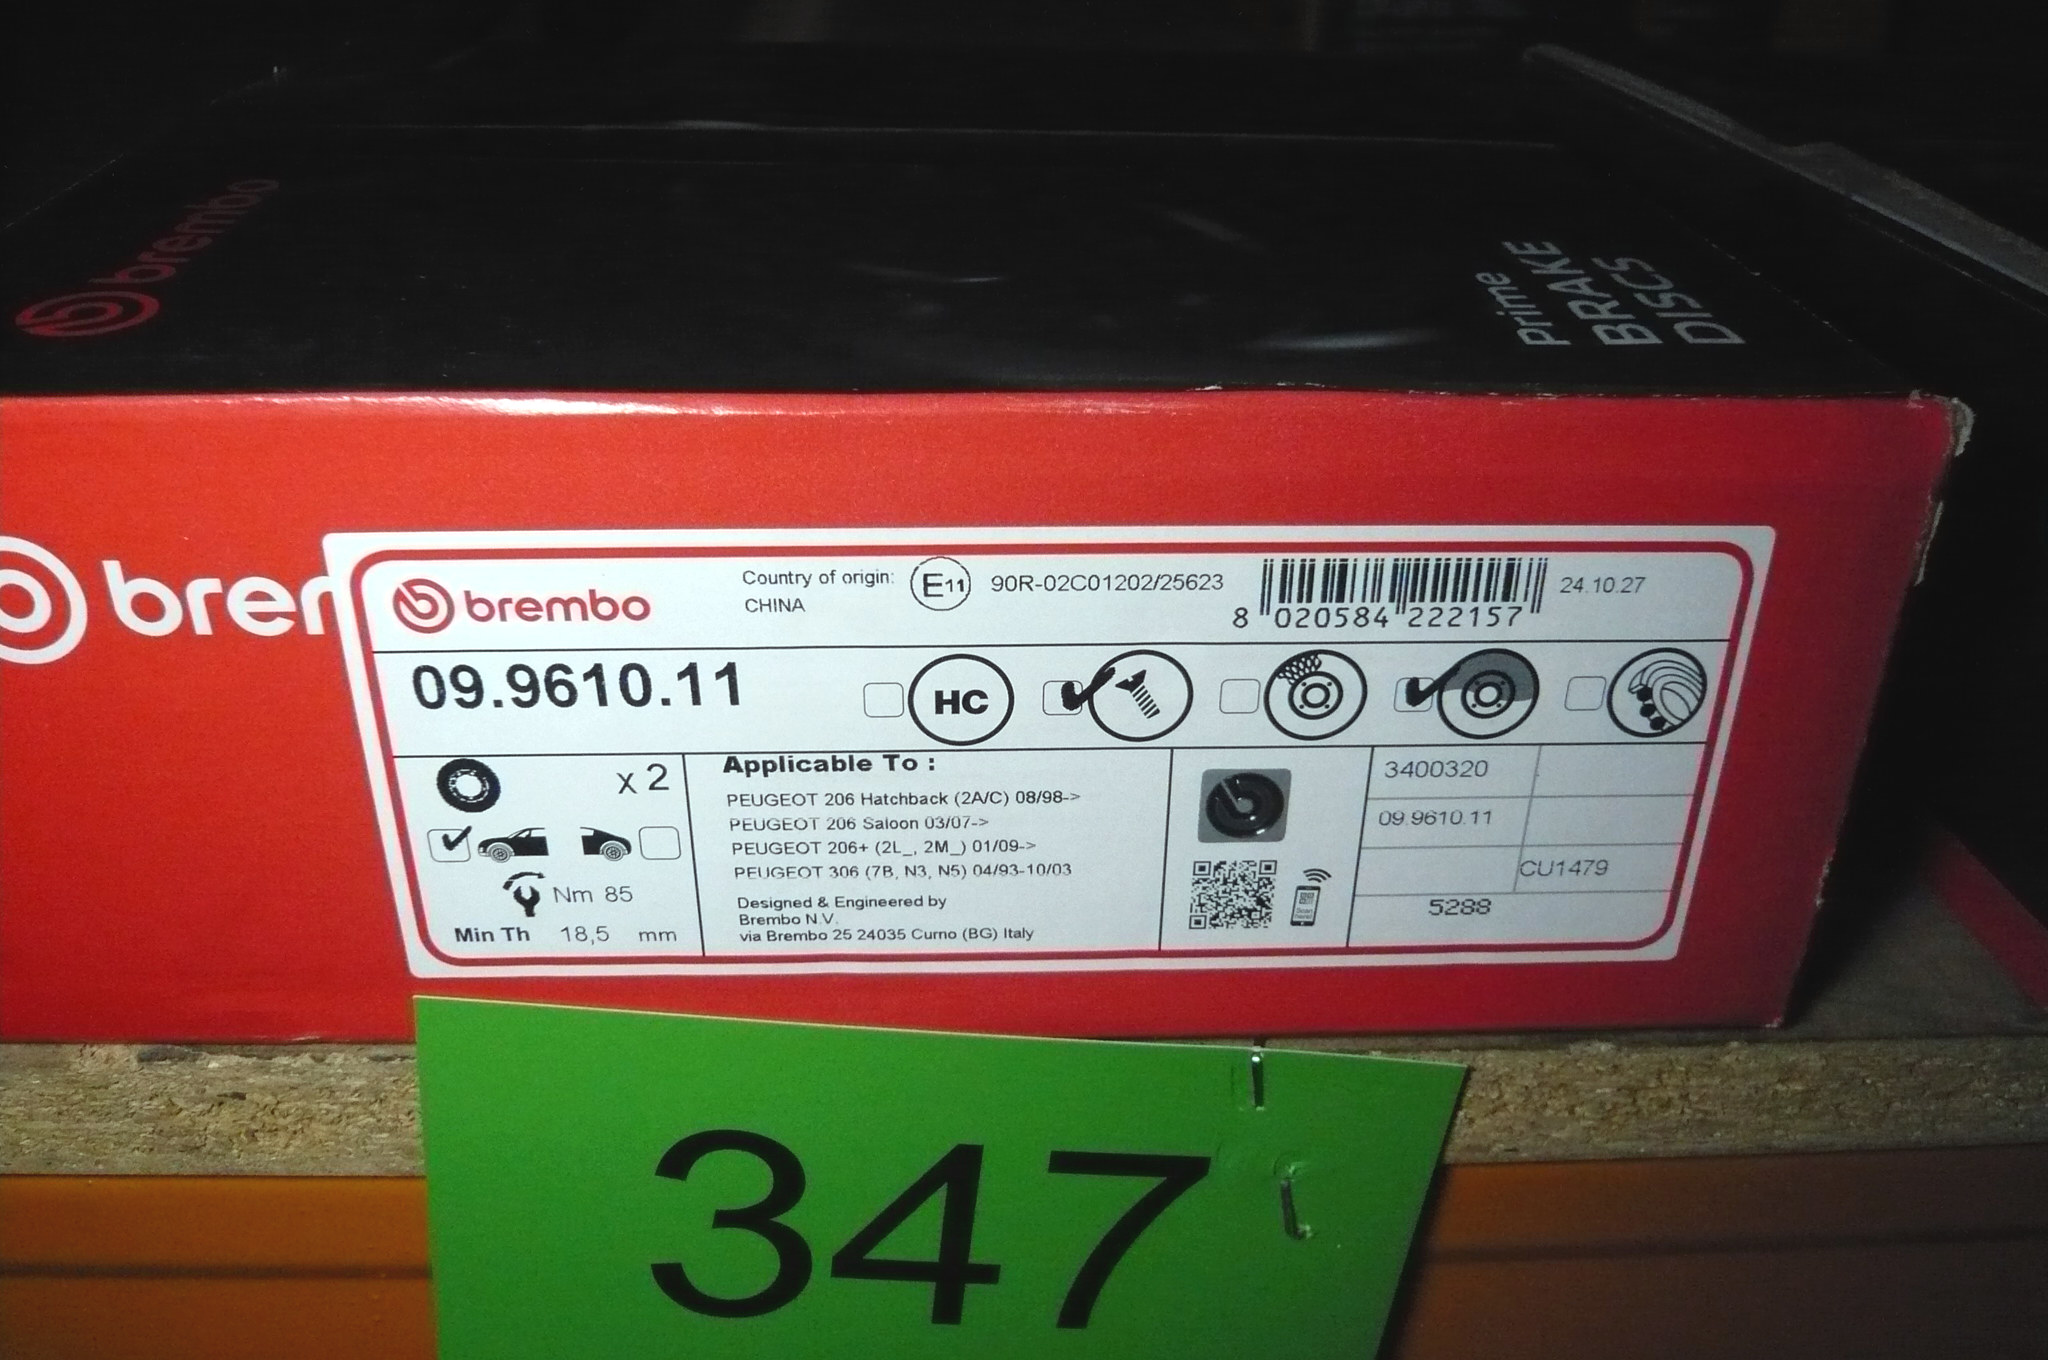 brembo
Prime
BRAKE
DISCS
brem
brembo
Country of origin:
CHINA
E11
90R-02C01202/25623
8 020584 222157
24.10.27
09.9610.11
HC
x 2
Nm 85
Min Th 18,5 mm
Applicable To :
PEUGEOT 206 Hatchback (2A/C) 08/98->
PEUGEOT 206 Saloon 03/07->
PEUGEOT 206+ (2L_, 2M_) 01/09->
PEUGEOT 306 (7B, N3, N5) 04/93-10/03
Designed & Engineered by
Brembo N.V.
via Brembo 25 24035 Curno (BG) Italy
3400320
09.9610.11
CU1479
5288
347